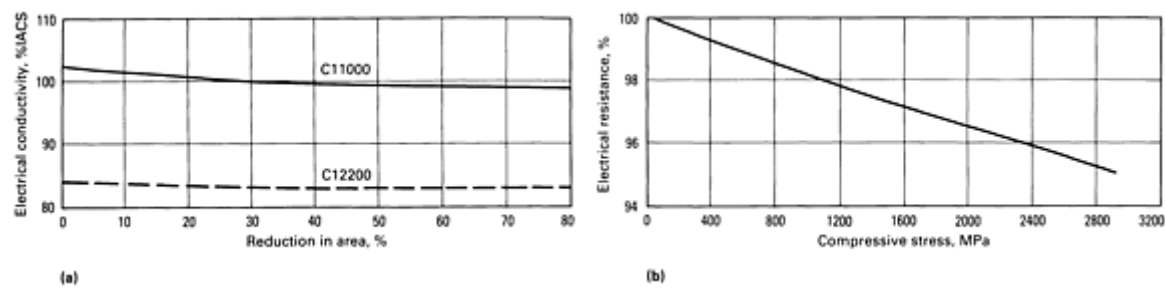 Electrical conductivity, %IACS
110
100
90
80
C11000
C12200
0 10 20 30 40 50 60 70 80
Reduction in area, %
(a)
Electrical resistance, %
100
98
96
94
0 400 800 1200 1600 2000 2400 2800 3200
Compressive stress, MPa
(b)